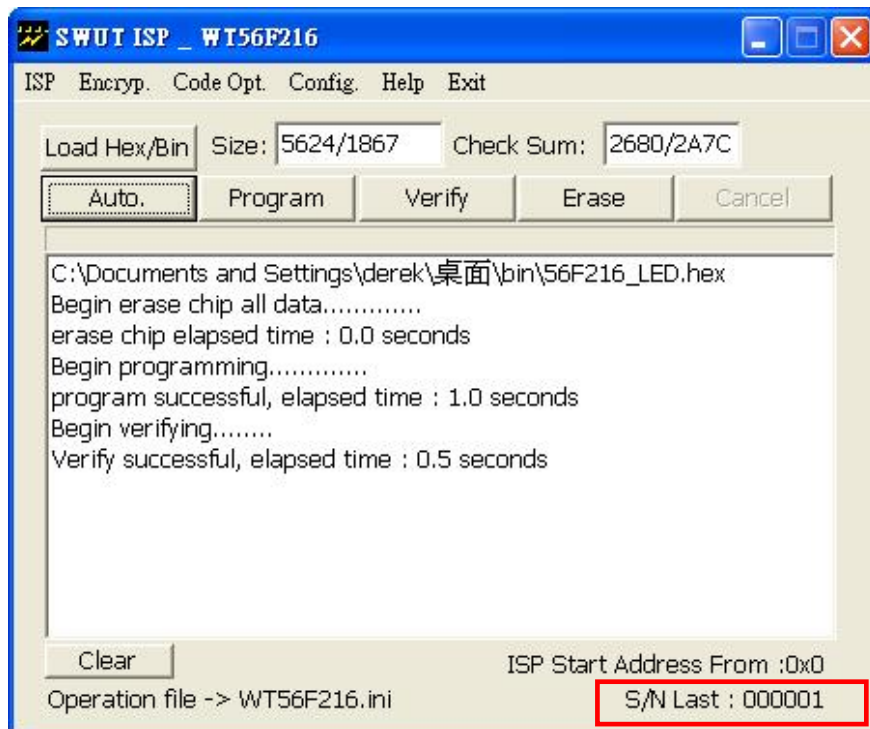 SWUT ISP _ WT56F216
ISP Encryp. Code Opt. Config. Help Exit
Load Hex/Bin Size: 5624/1867 Check Sum: 2680/2A7C
Auto. Program Verify Erase Cancel
C:\Documents and Settings\derek\桌面\bin\56F216_LED.hex
Begin erase chip all data.............
erase chip elapsed time : 0.0 seconds
Begin programming.............
program successful, elapsed time : 1.0 seconds
Begin verifying........
Verify successful, elapsed time : 0.5 seconds
Clear ISP Start Address From :0x0
Operation file -> WT56F216.ini S/N Last : 000001